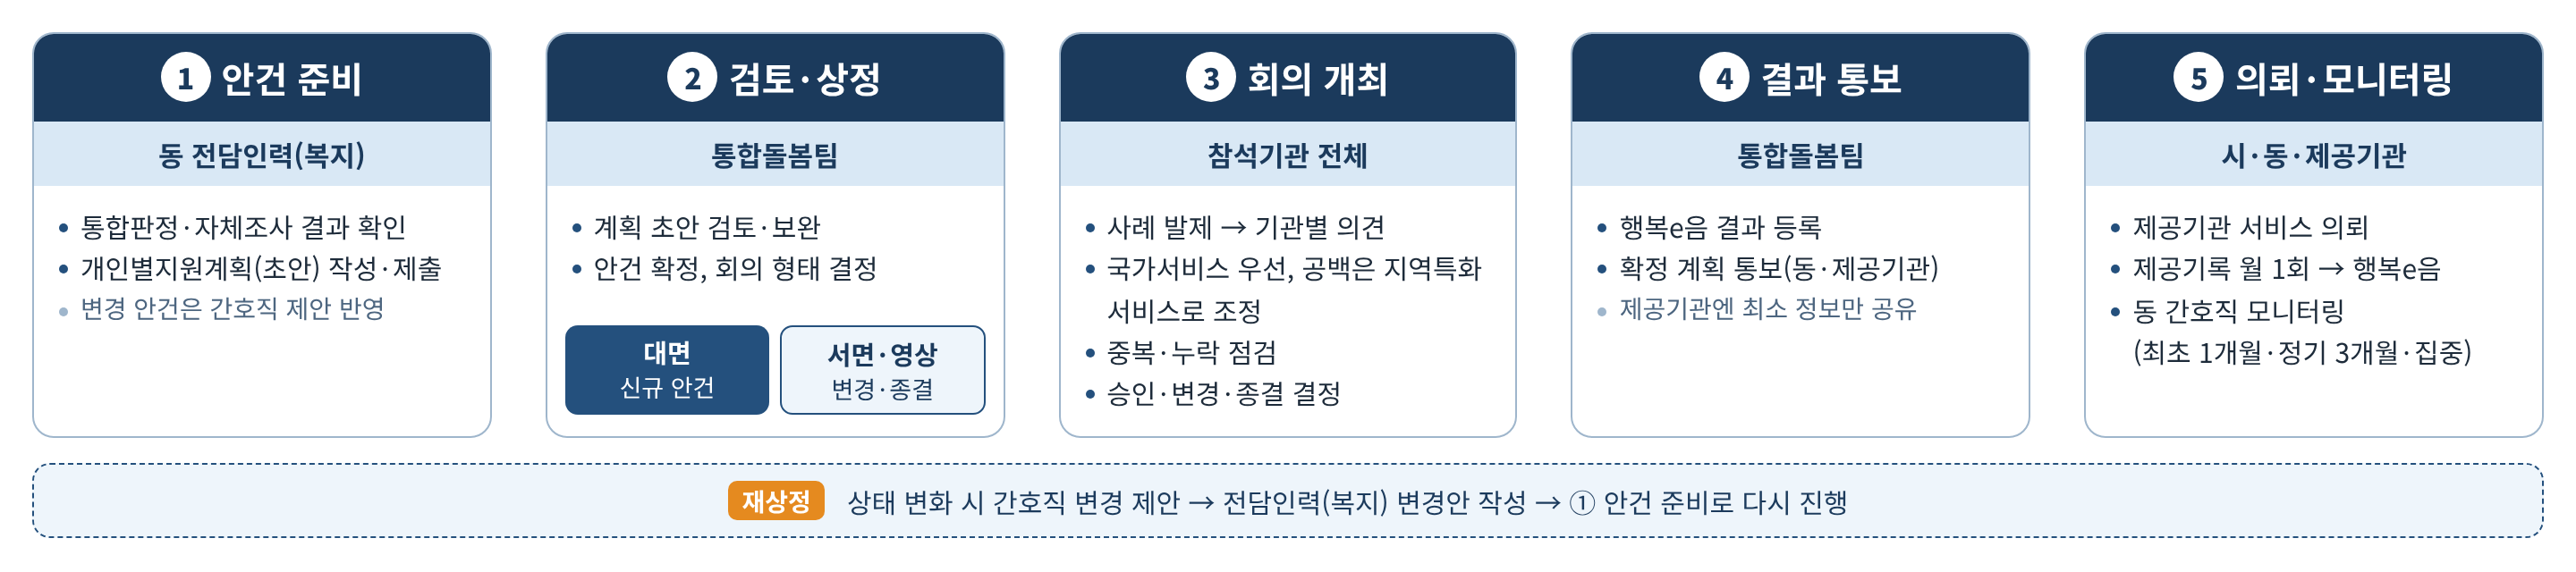 1 안건 준비
동 전담인력(복지)
• 통합판정·자체조사 결과 확인
• 개인별지원계획(초안) 작성·제출
• 변경 안건은 간호직 제안 반영
2 검토·상정
통합돌봄팀
• 계획 초안 검토·보완
• 안건 확정, 회의 형태 결정
대면
신규 안건
서면·영상
변경·종결
3 회의 개최
참석기관 전체
• 사례 발제 → 기관별 의견
• 국가서비스 우선, 공백은 지역특화
서비스로 조정
• 중복·누락 점검
• 승인·변경·종결 결정
4 결과 통보
통합돌봄팀
• 행복e음 결과 등록
• 확정 계획 통보(동·제공기관)
• 제공기관엔 최소 정보만 공유
5 의뢰·모니터링
시·동·제공기관
• 제공기관 서비스 의뢰
• 제공기록 월 1회 → 행복e음
• 동 간호직 모니터링
(최초 1개월·정기 3개월·집중)
재상정 상태 변화 시 간호직 변경 제안 → 전담인력(복지) 변경안 작성 → ① 안건 준비로 다시 진행